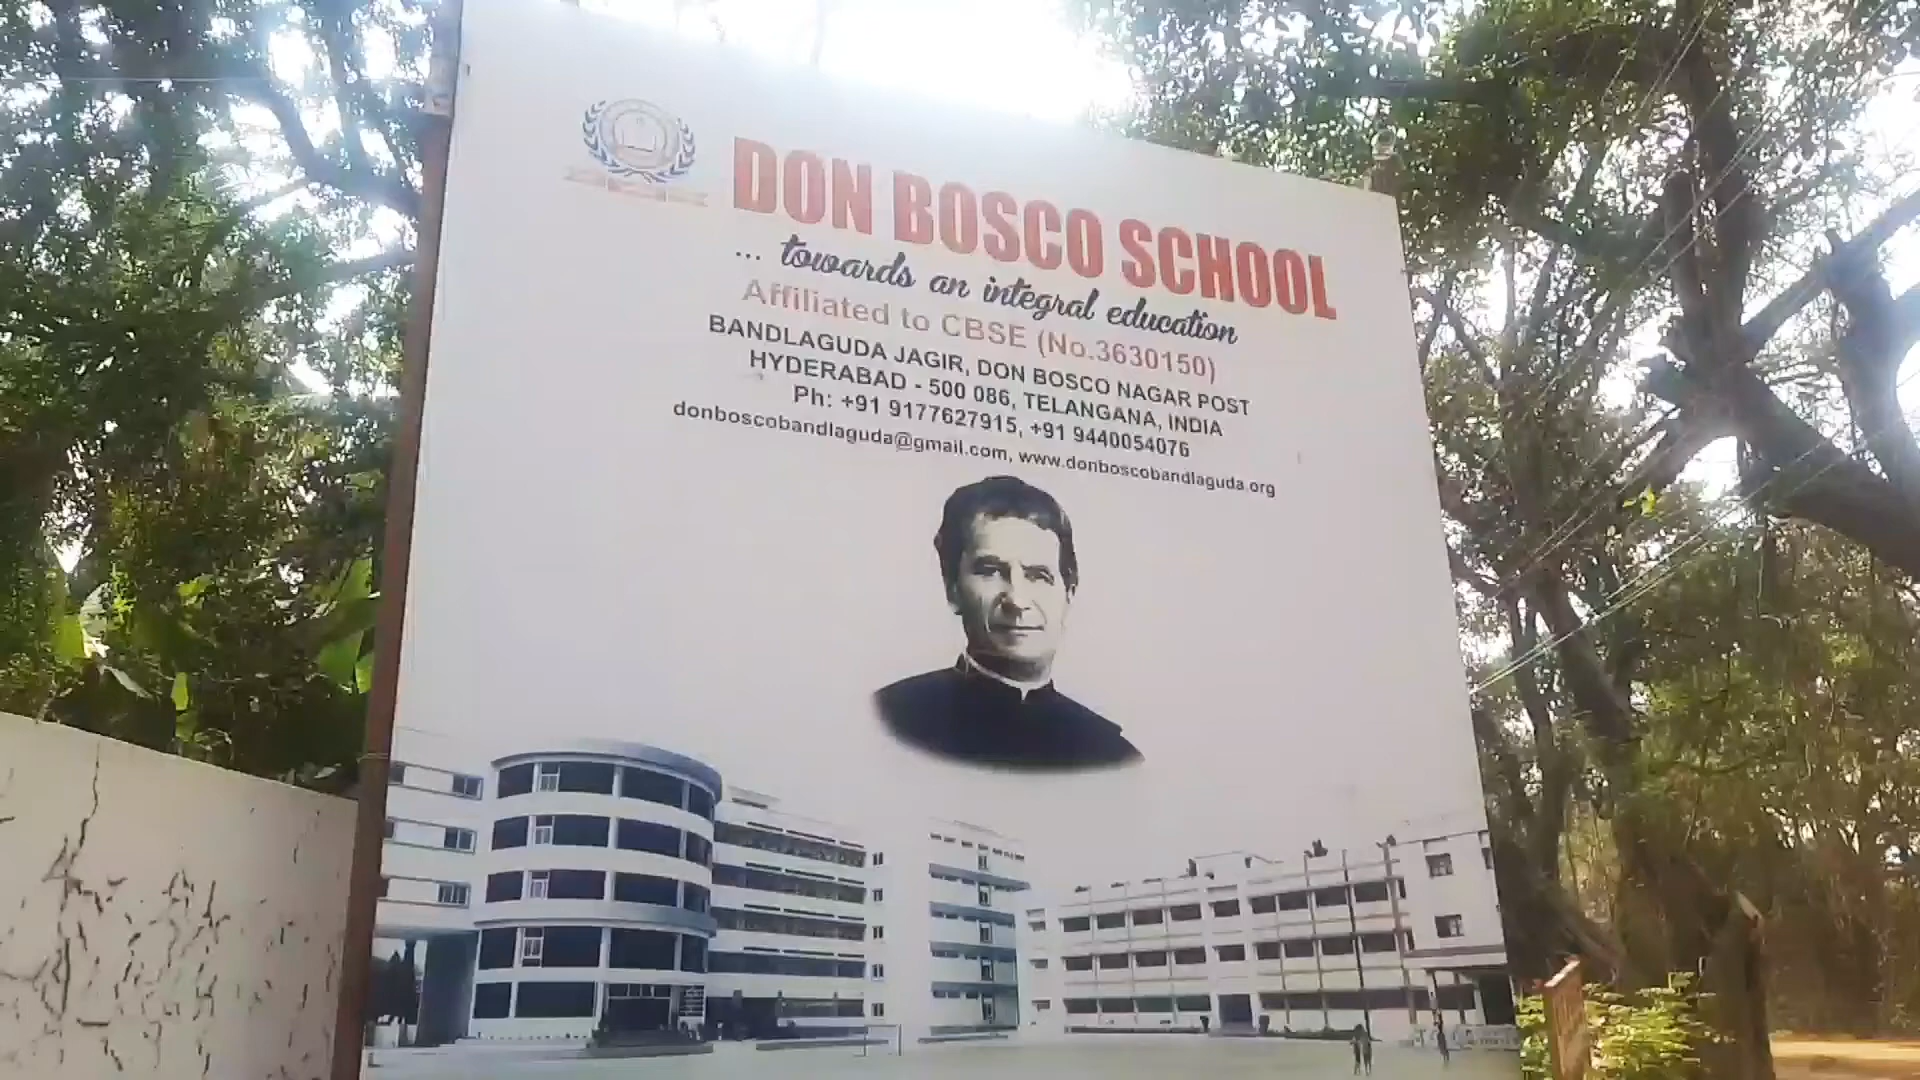 DON BOSCO SCHOOL
... towards an integral education
Affiliated to CBSE (No.3630150)
BANDLAGUDA JAGIR, DON BOSCO NAGAR POST
HYDERABAD - 500 086, TELANGANA, INDIA
Ph: +91 9177627915, +91 9440054076
donboscobandlaguda@gmail.com, www.donboscobandlaguda.org